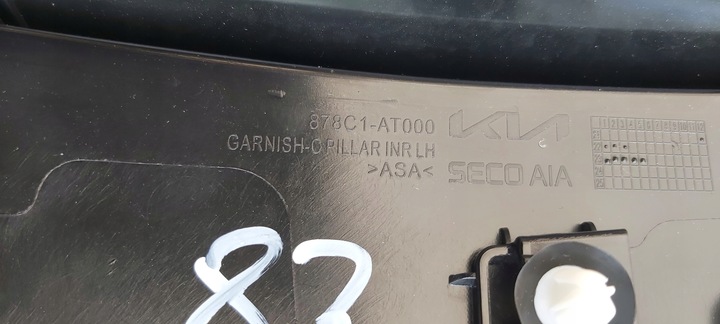 878C1-AT000
KIA
GARNISH-C PILLAR INR LH
>ASA<
SECO AIA
83